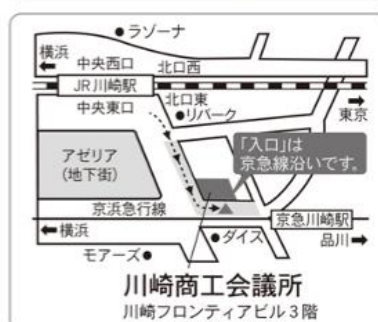 ●ラゾーナ
横浜
←
中央西口
北口西
JR川崎駅
中央東口
北口東
●リバーク
→
東京
アゼリア
(地下街)
「入口」は
京急線沿いです。
京浜急行線
京急川崎駅
←横浜
●ダイス
品川→
モアーズ●
川崎商工会議所
川崎フロンティアビル3階